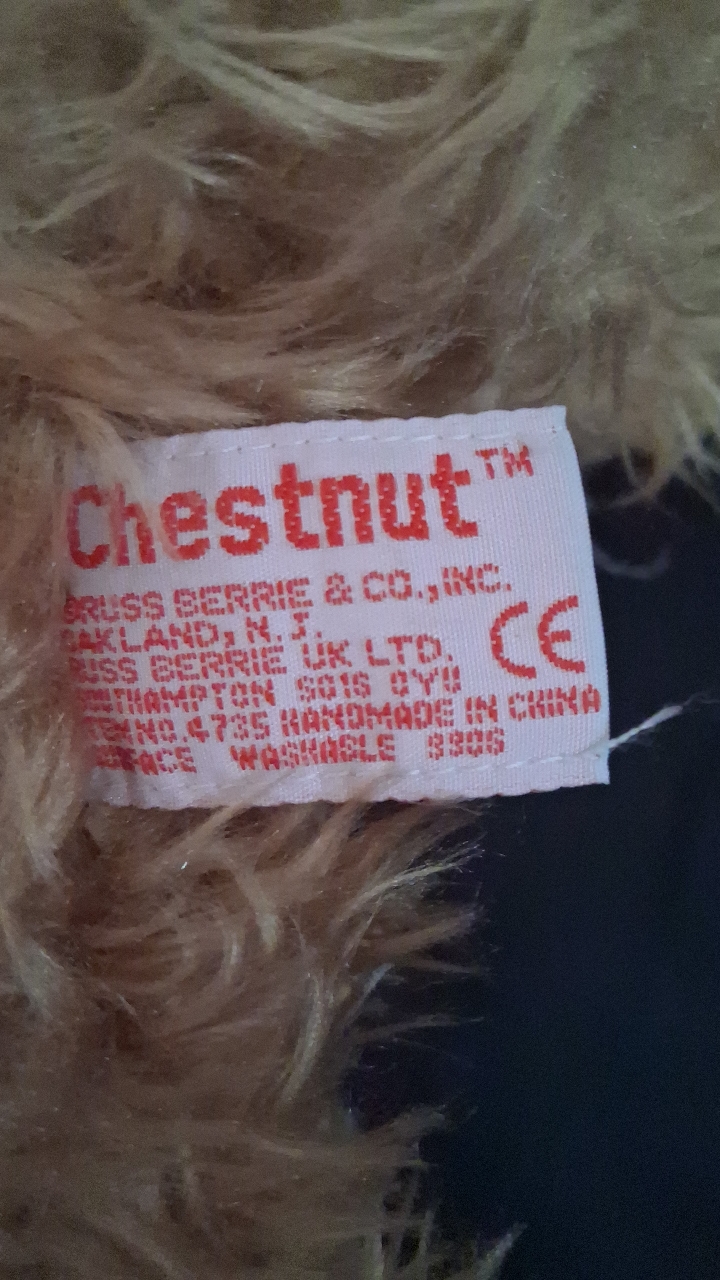 Chestnut™
©RUSS BERRIE & CO.,INC.
OAKLAND, N.J.
RUSS BERRIE UK LTD. CE
SOUTHAMPTON SO16 0YU
ITEM NO.4735 HANDMADE IN CHINA
SURFACE WASHABLE